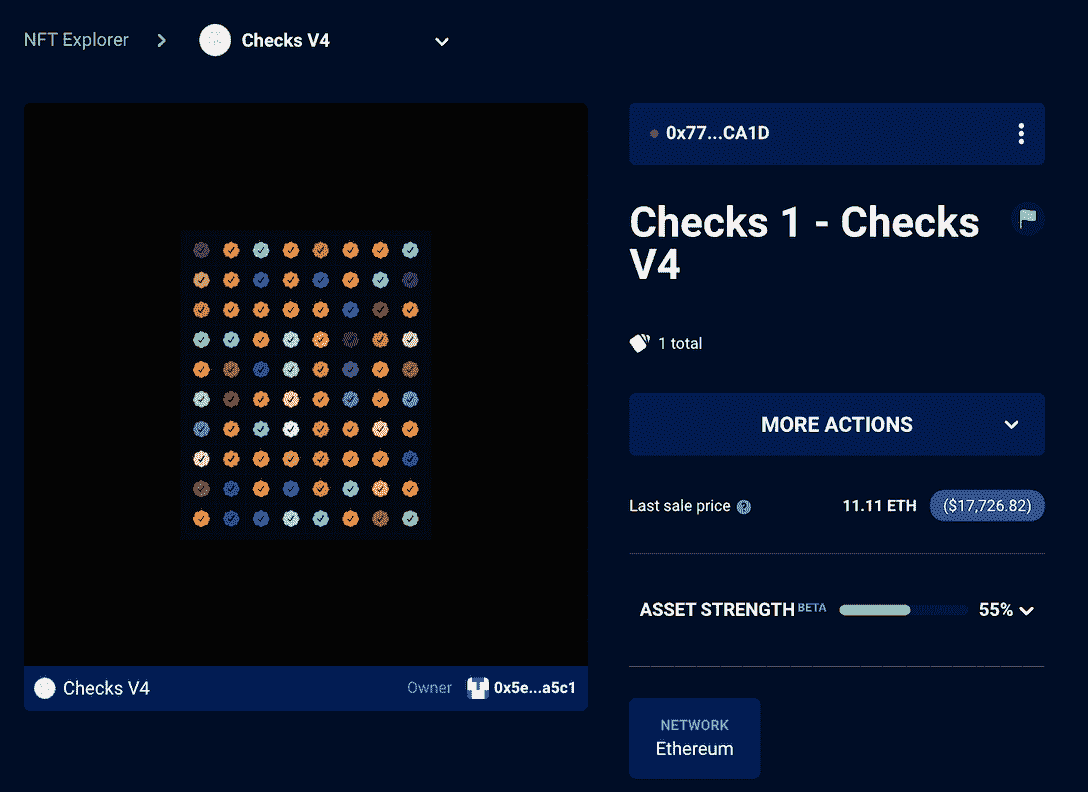 NFT Explorer
Checks V4
0x77...CA1D
Checks 1 - Checks
V4
1 total
MORE ACTIONS
Last sale price
11.11 ETH
($17,726.82)
ASSET STRENGTH BETA
55%
Checks V4
Owner
0x5e...a5c1
NETWORK
Ethereum